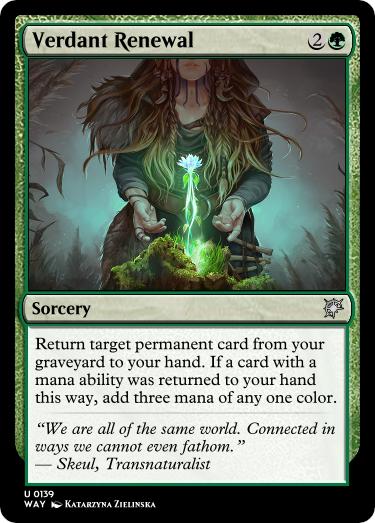 Verdant Renewal 2
Sorcery
Return target permanent card from your
graveyard to your hand. If a card with a
mana ability was returned to your hand
this way, add three mana of any one color.
“We are all of the same world. Connected in
ways we cannot even fathom.”
— Skeul, Transnaturalist
U 0139
WAY Katarzyna Zielinska